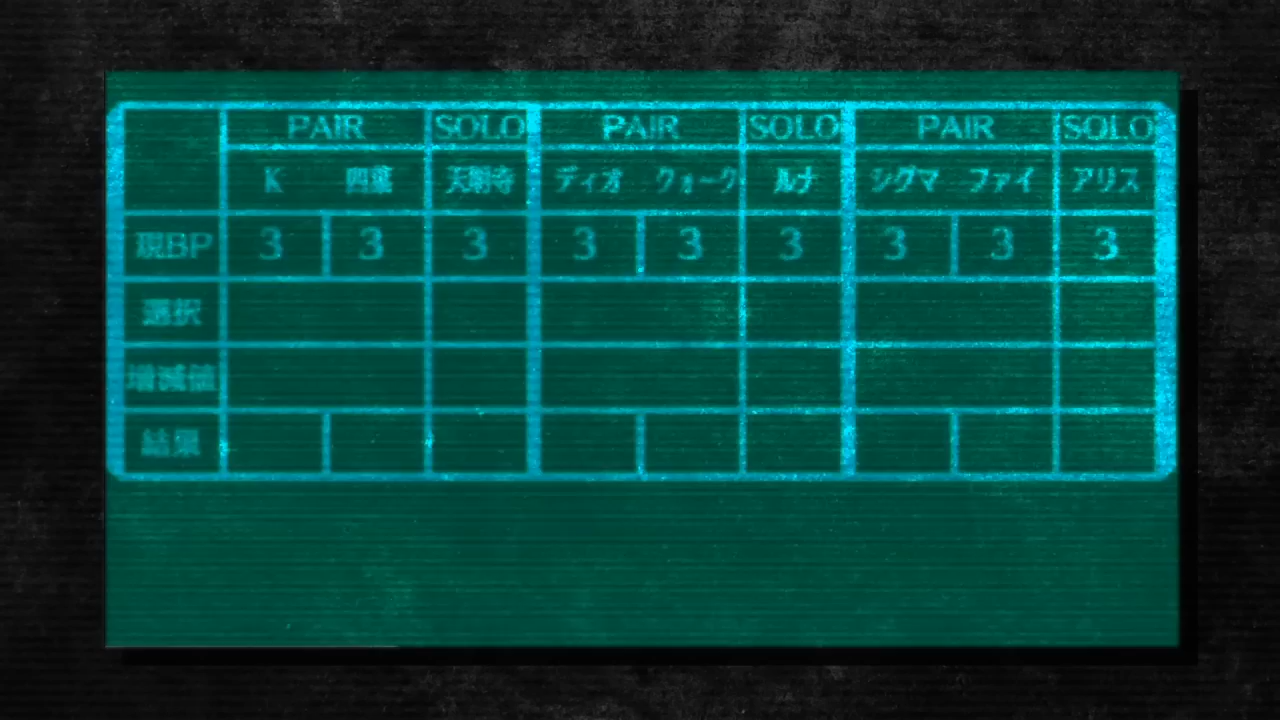 PAIR SOLO PAIR SOLO PAIR SOLO
K 四葉 天明寺 ディオ クォーク ルナ シグマ ファイ アリス
現BP 3 3 3 3 3 3 3 3 3
選択
増減値
結果